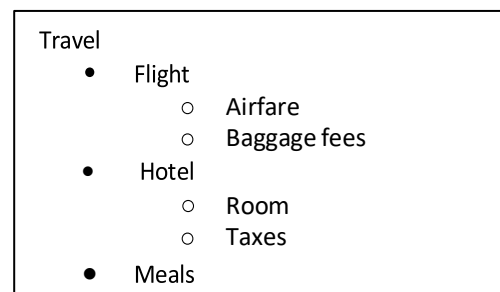 Travel
• Flight
○ Airfare
○ Baggage fees
• Hotel
○ Room
○ Taxes
• Meals